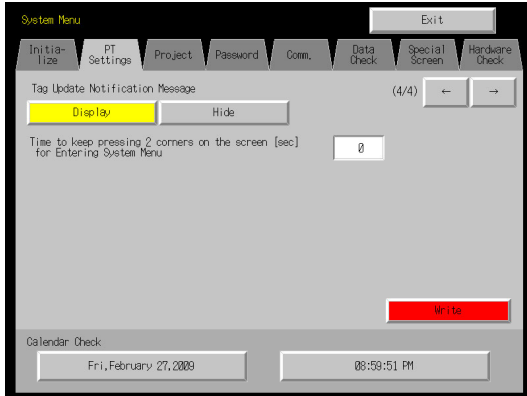 System Menu
Exit
Initia-
lize
PT
Settings
Project
Password
Comm.
Data
Check
Special
Screen
Hardware
Check
Tag Update Notification Message
(4/4) ← →
Display
Hide
Time to keep pressing 2 corners on the screen [sec]
for Entering System Menu
0
Write
Calendar Check
Fri,February 27,2009
08:59:51 PM